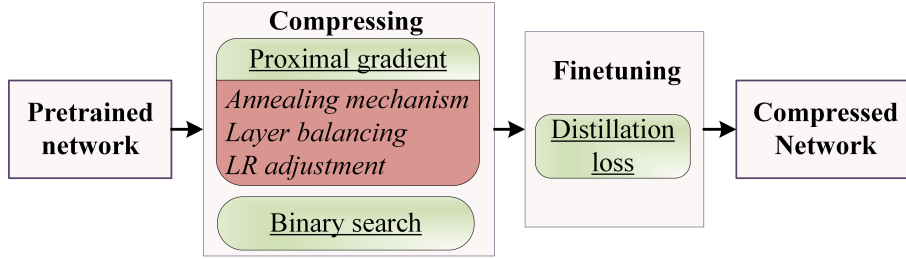 Pretrained
network
Compressing
Proximal gradient
Annealing mechanism
Layer balancing
LR adjustment
Binary search
Finetuning
Distillation
loss
Compressed
Network